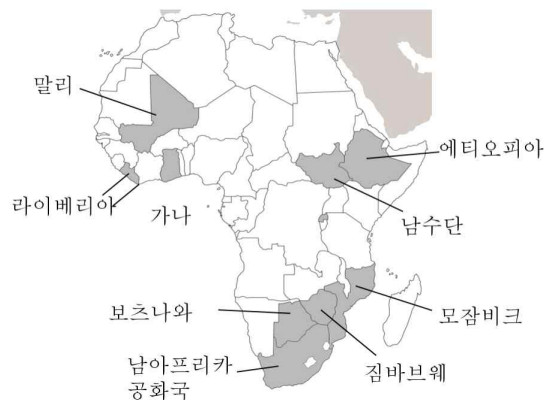 말리
에티오피아
라이베리아
가나
남수단
보츠나와
모잠비크
남아프리카
공화국
짐바브웨